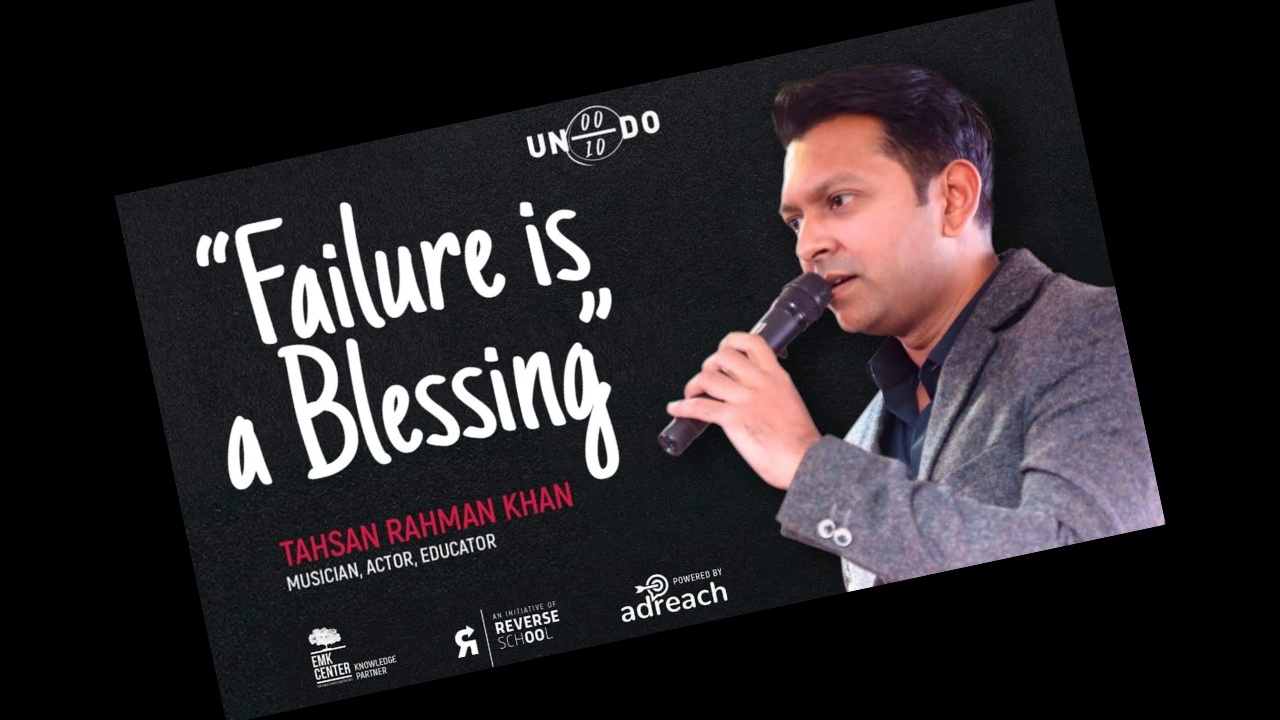 UN 00 10 DO
“Failure is
a Blessing”
TAHSAN RAHMAN KHAN
MUSICIAN, ACTOR, EDUCATOR
EMK
CENTER
KNOWLEDGE
PARTNER
AN INITIATIVE OF
REVERSE
SCHOOL
POWERED BY
adreach